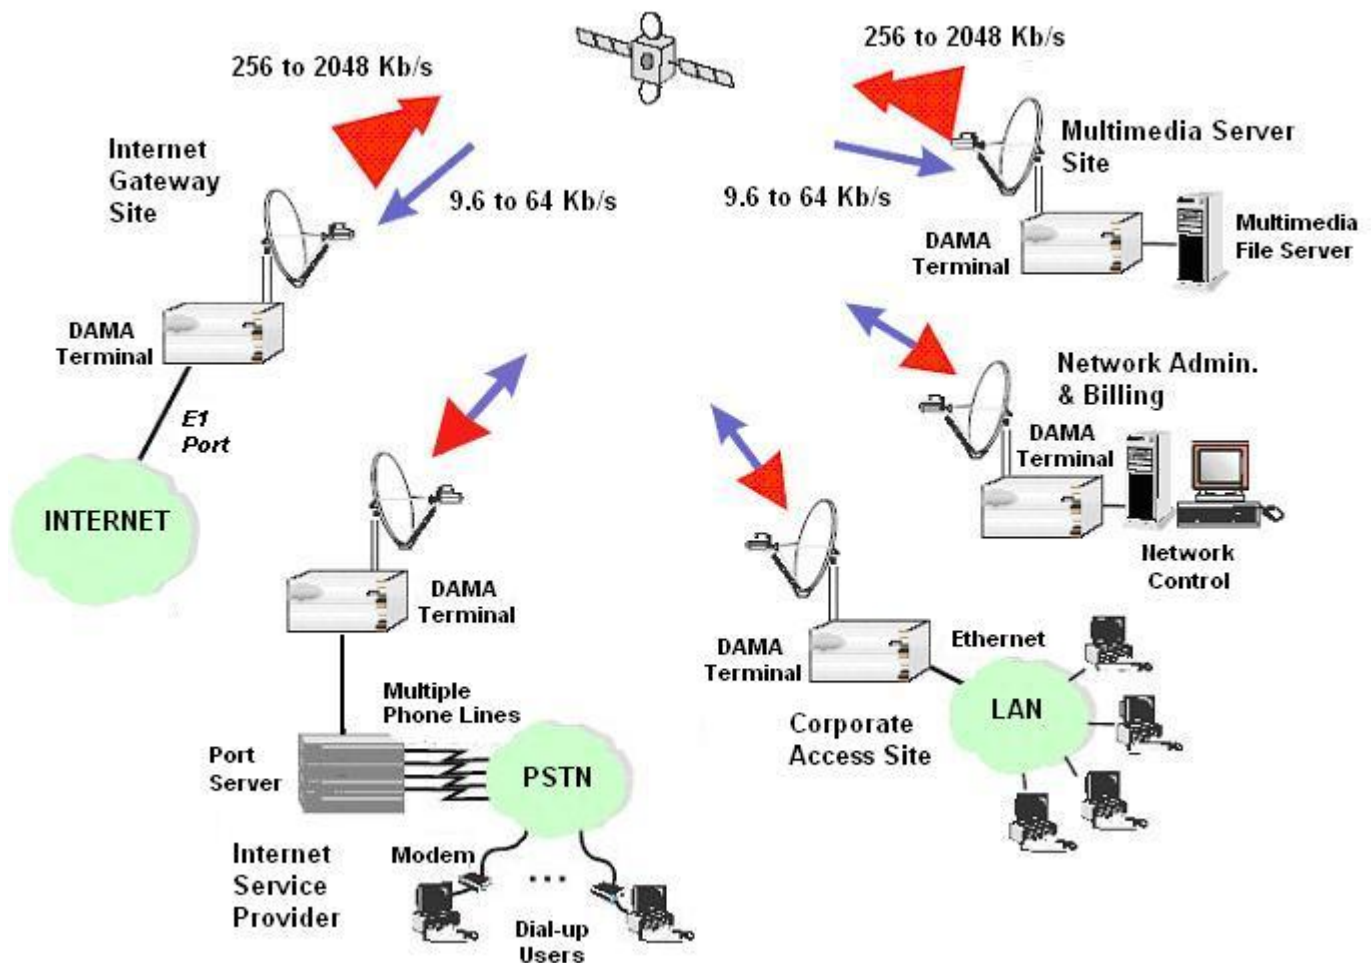 256 to 2048 Kb/s
256 to 2048 Kb/s
Internet
Gateway
Site
9.6 to 64 Kb/s
9.6 to 64 Kb/s
Multimedia Server
Site
DAMA
Terminal
Multimedia
File Server
DAMA
Terminal
E1
Port
INTERNET
Network Admin.
& Billing
DAMA
Terminal
Network
Control
DAMA
Terminal
Multiple
Phone Lines
Port
Server
PSTN
Internet
Service
Provider
Modem
...
Dial-up
Users
DAMA
Terminal
Ethernet
LAN
Corporate
Access Site